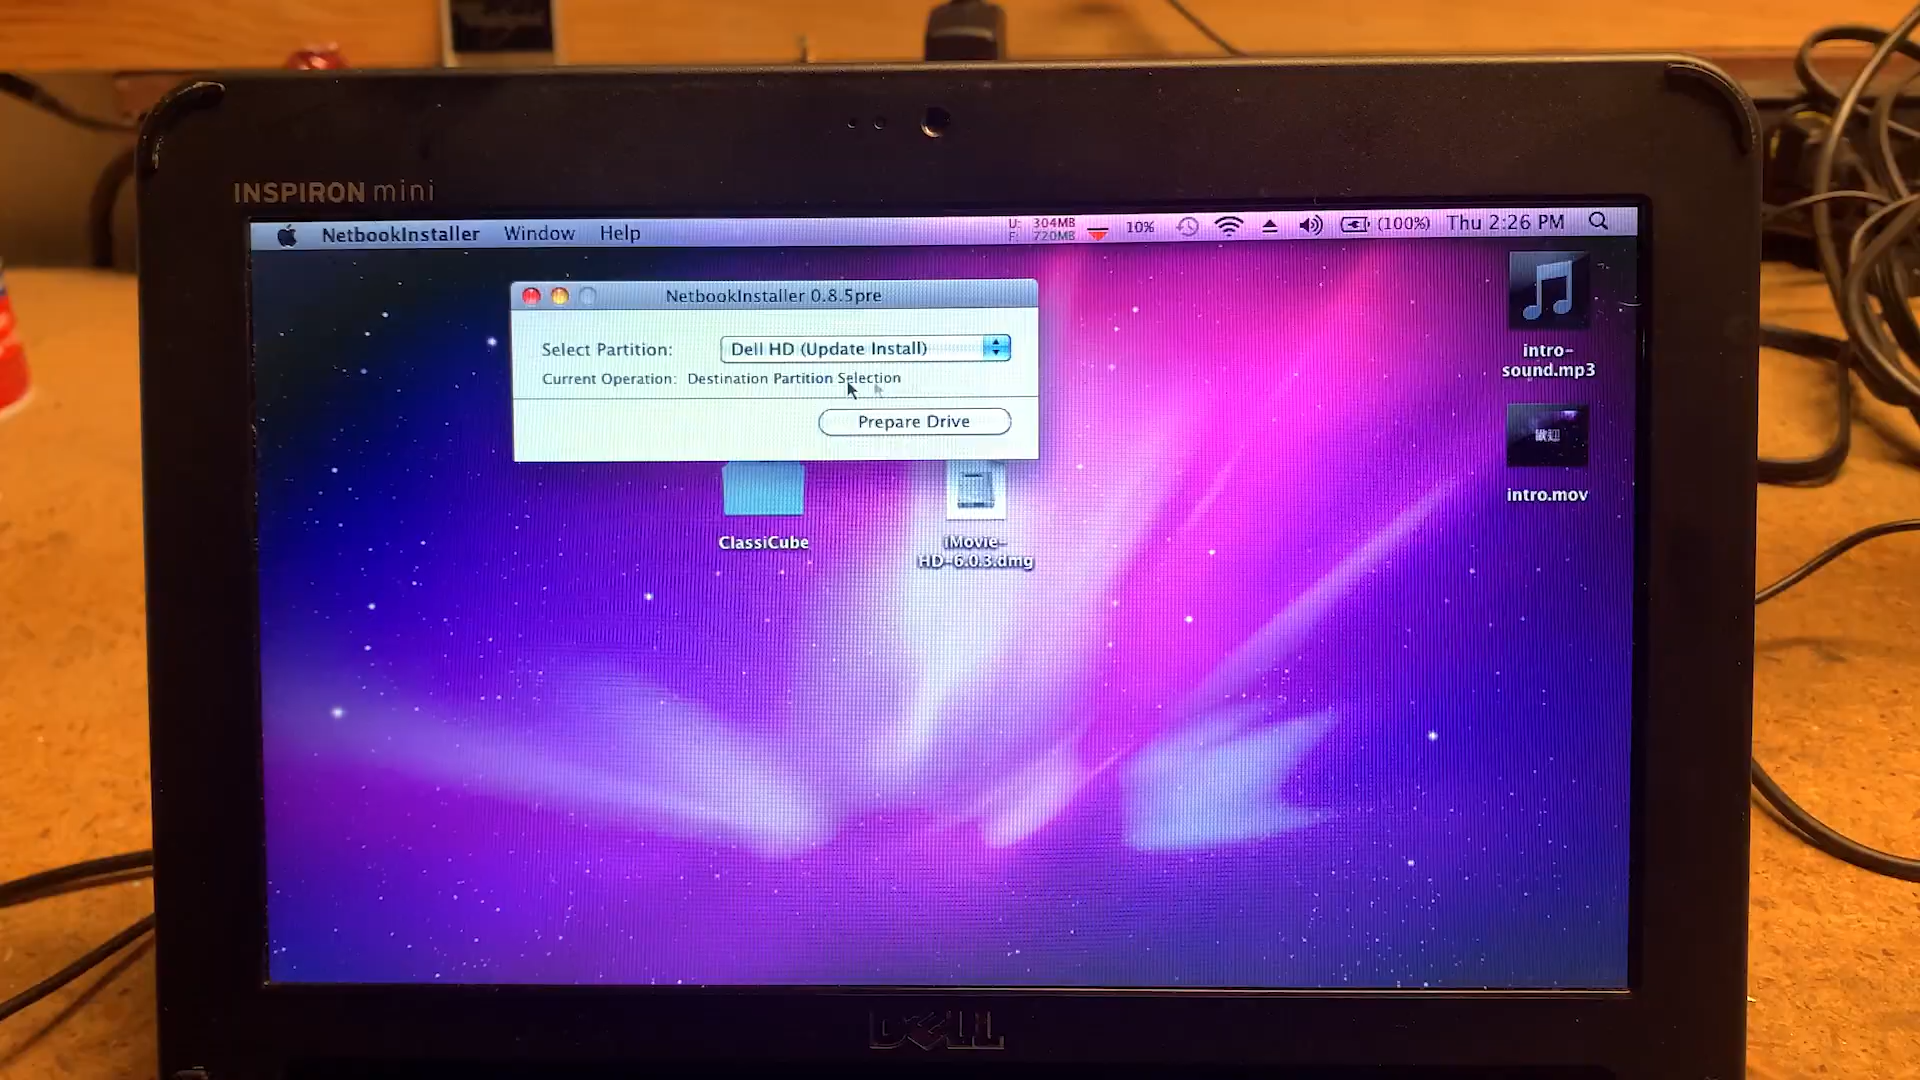 INSPIRON mini
NetbookInstaller Window Help
U: 304MB
F: 720MB
10%
(100%) Thu 2:26 PM
NetbookInstaller 0.8.5pre
Select Partition: Dell HD (Update Install)
Current Operation: Destination Partition Selection
Prepare Drive
intro-
sound.mp3
intro.mov
ClassiCube
iMovie-
HD-6.0.3.dmg
DELL